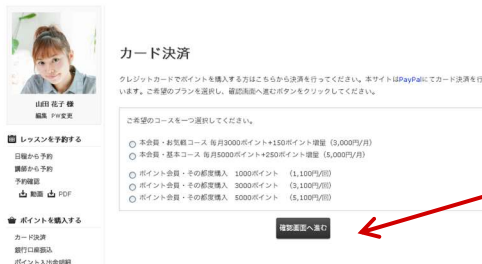 カード決済
クレジットカードでポイントを購入する方はこちらから決済を行ってください。本サイトはPayPalにてカード決済を行
います。ご希望のプランを選択し、確認画面へ進むボタンをクリックしてください。
山田 花子 様
編集 PW変更
レッスンを予約する
日程から予約
講師から予約
予約確認
動画 PDF
ポイントを購入する
カード決済
銀行口座振込
ポイント入出金明細
ご希望のコースを一つ選択してください。
本会員・お気軽コース 毎月3000ポイント+150ポイント増量 (3,000円/月)
本会員・基本コース 毎月5000ポイント+250ポイント増量 (5,000円/月)
ポイント会員・その都度購入 1000ポイント (1,100円/回)
ポイント会員・その都度購入 3000ポイント (3,100円/回)
ポイント会員・その都度購入 5000ポイント (5,100円/回)
確認画面へ進む